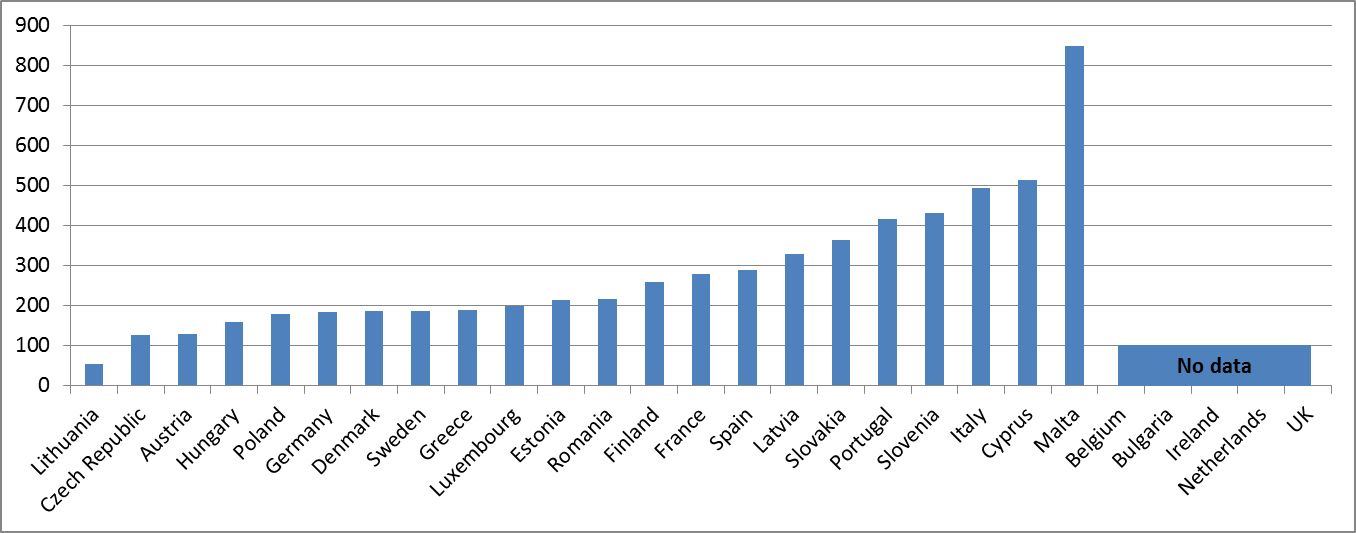 900
800
700
600
500
400
300
200
100
0
No data
Lithuania
Czech Republic
Austria
Hungary
Poland
Germany
Denmark
Sweden
Greece
Luxembourg
Estonia
Romania
Finland
France
Spain
Latvia
Slovakia
Portugal
Slovenia
Italy
Cyprus
Malta
Belgium
Bulgaria
Ireland
Netherlands
UK